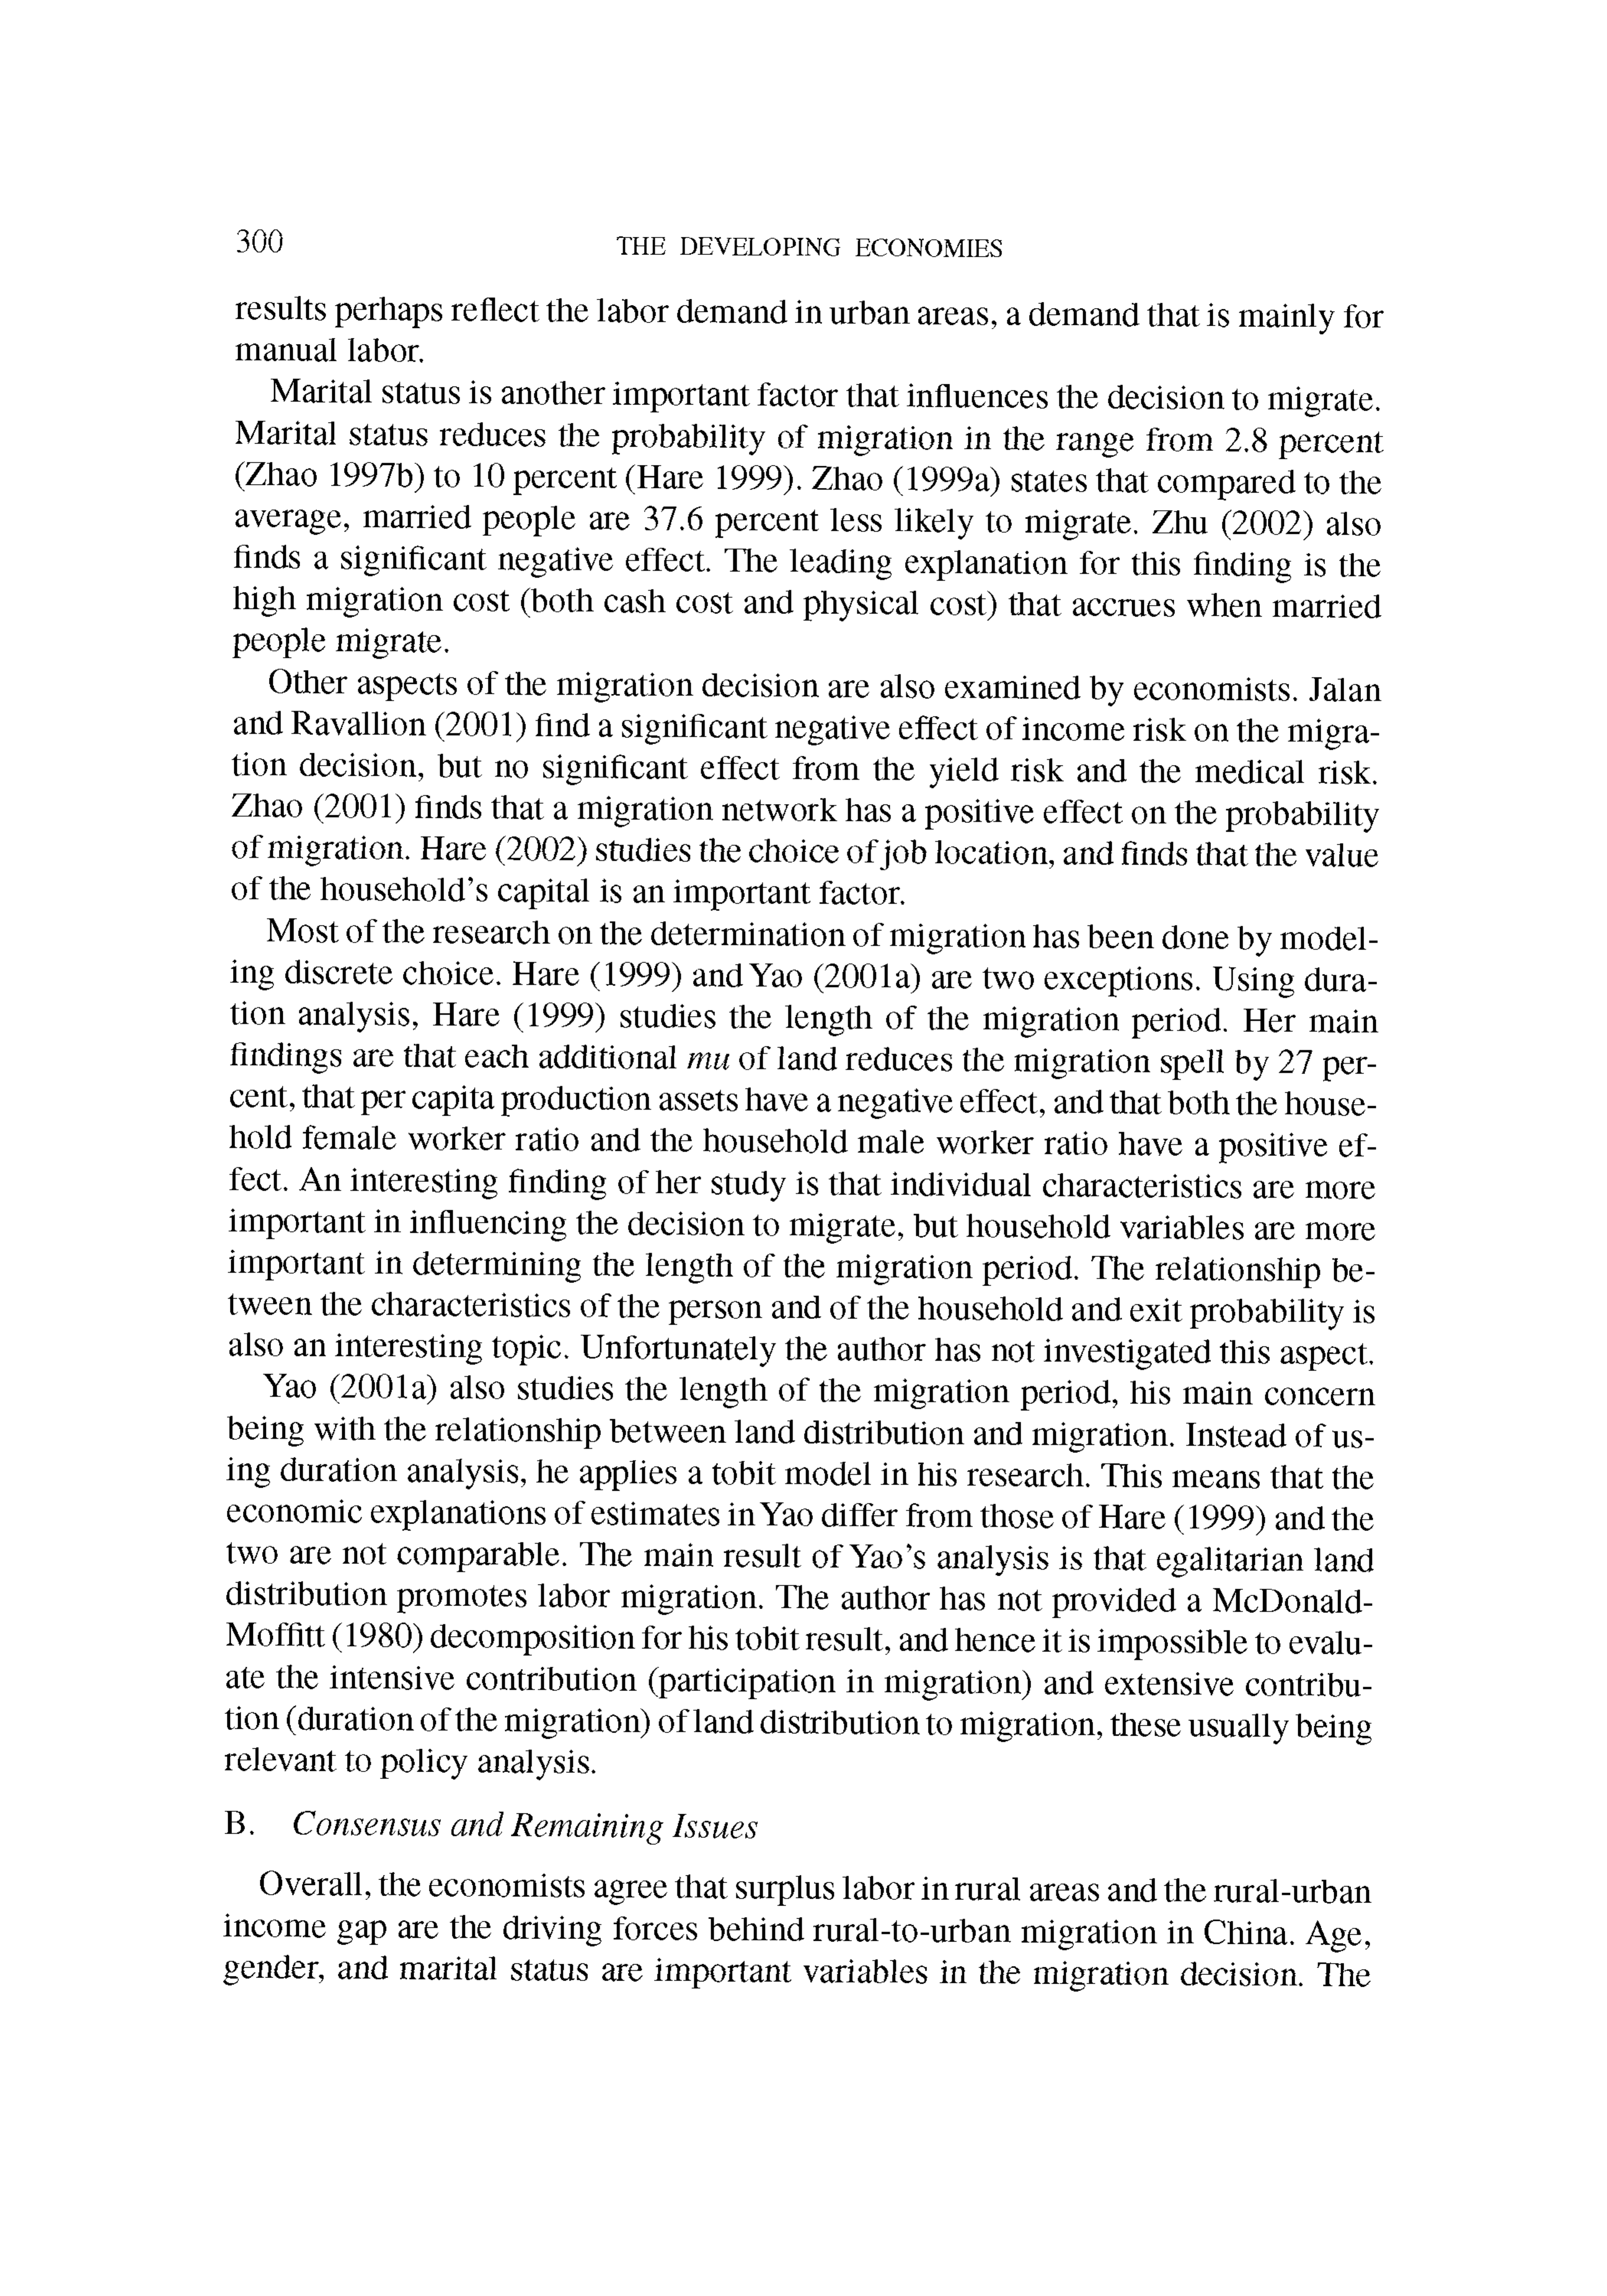 300
THE DEVELOPING ECONOMIES
results perhaps reflect the labor demand in urban areas, a demand that is mainly for
manual labor.
Marital status is another important factor that influences the decision to migrate.
Marital status reduces the probability of migration in the range from 2.8 percent
(Zhao 1997b) to 10 percent (Hare 1999). Zhao (1999a) states that compared to the
average, married people are 37.6 percent less likely to migrate. Zhu (2002) also
finds a significant negative effect. The leading explanation for this finding is the
high migration cost (both cash cost and physical cost) that accrues when married
people migrate.
Other aspects of the migration decision are also examined by economists. Jalan
and Ravallion (2001) find a significant negative effect of income risk on the migra-
tion decision, but no significant effect from the yield risk and the medical risk.
Zhao (2001) finds that a migration network has a positive effect on the probability
of migration. Hare (2002) studies the choice of job location, and finds that the value
of the household's capital is an important factor.
Most of the research on the determination of migration has been done by model-
ing discrete choice. Hare (1999) and Yao (2001a) are two exceptions. Using dura-
tion analysis, Hare (1999) studies the length of the migration period. Her main
findings are that each additional mu of land reduces the migration spell by 27 per-
cent, that per capita production assets have a negative effect, and that both the house-
hold female worker ratio and the household male worker ratio have a positive ef-
fect. An interesting finding of her study is that individual characteristics are more
important in influencing the decision to migrate, but household variables are more
important in determining the length of the migration period. The relationship be-
tween the characteristics of the person and of the household and exit probability is
also an interesting topic. Unfortunately the author has not investigated this aspect.
Yao (2001a) also studies the length of the migration period, his main concern
being with the relationship between land distribution and migration. Instead of us-
ing duration analysis, he applies a tobit model in his research. This means that the
economic explanations of estimates in Yao differ from those of Hare (1999) and the
two are not comparable. The main result of Yao's analysis is that egalitarian land
distribution promotes labor migration. The author has not provided a McDonald-
Moffitt (1980) decomposition for his tobit result, and hence it is impossible to evalu-
ate the intensive contribution (participation in migration) and extensive contribu-
tion (duration of the migration) of land distribution to migration, these usually being
relevant to policy analysis.
B. Consensus and Remaining Issues
Overall, the economists agree that surplus labor in rural areas and the rural-urban
income gap are the driving forces behind rural-to-urban migration in China. Age,
gender, and marital status are important variables in the migration decision. The